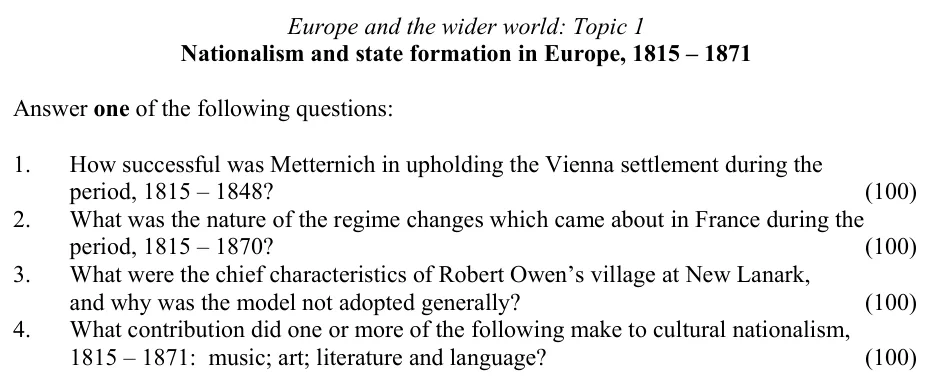 Europe and the wider world: Topic 1
Nationalism and state formation in Europe, 1815 – 1871
Answer one of the following questions:
1. How successful was Metternich in upholding the Vienna settlement during the
period, 1815 – 1848? (100)
2. What was the nature of the regime changes which came about in France during the
period, 1815 – 1870? (100)
3. What were the chief characteristics of Robert Owen’s village at New Lanark,
and why was the model not adopted generally? (100)
4. What contribution did one or more of the following make to cultural nationalism,
1815 – 1871: music; art; literature and language? (100)